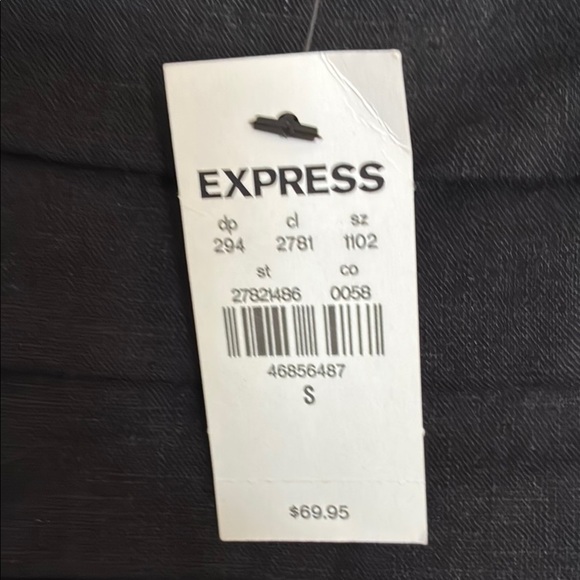 EXPRESS
dp cl sz
294 2781 1102
st co
27821486 0058
46856487
S
$69.95